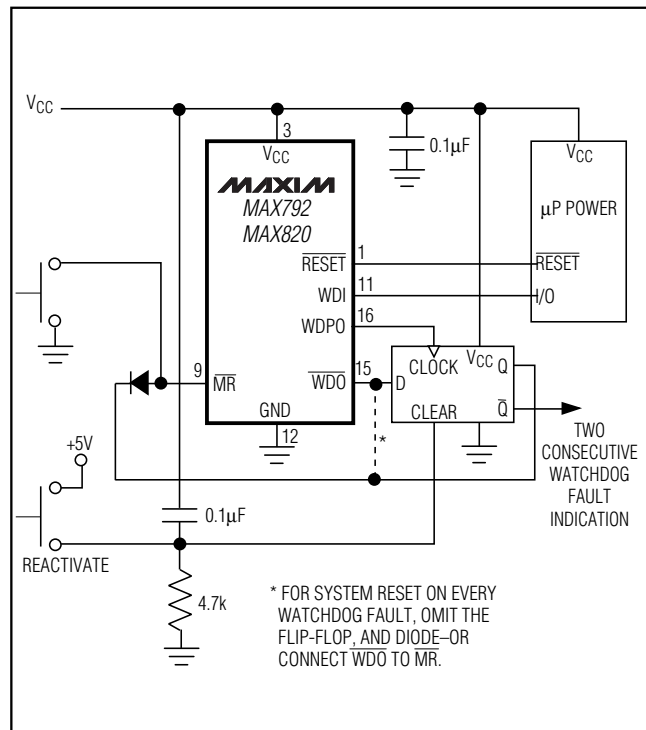 VCC
3
VCC
0.1µF
VCC
MAXIM
MAX792
MAX820
µP POWER
RESET
1
RESET
WDI
11
I/O
WDPO
16
9
MR
WDO
15
D
CLOCK
VCC
Q
CLEAR
Q
GND
12
*
TWO
CONSECUTIVE
WATCHDOG
FAULT
INDICATION
+5V
0.1µF
REACTIVATE
4.7k
* FOR SYSTEM RESET ON EVERY
WATCHDOG FAULT, OMIT THE
FLIP-FLOP, AND DIODE–OR
CONNECT WDO TO MR.